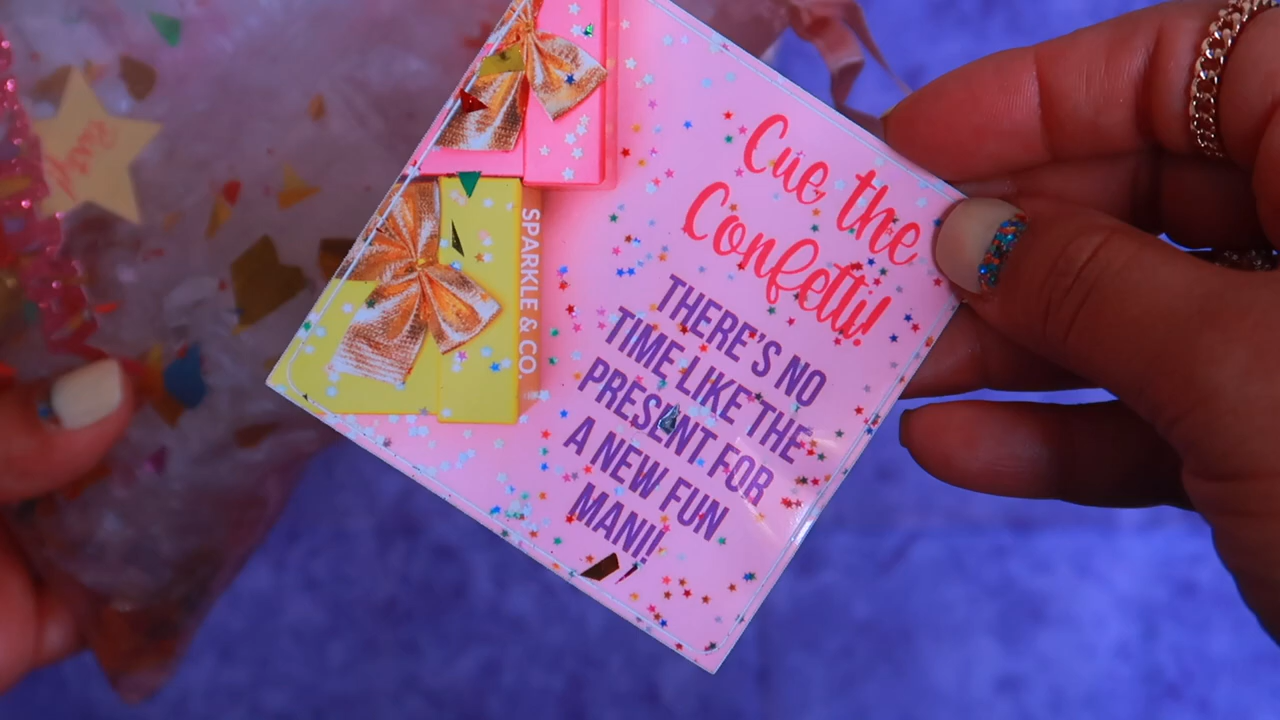 Cue the
Confetti!
THERE'S NO
TIME LIKE THE
PRESENT FOR
A NEW FUN
MANI!
SPARKLE & CO.